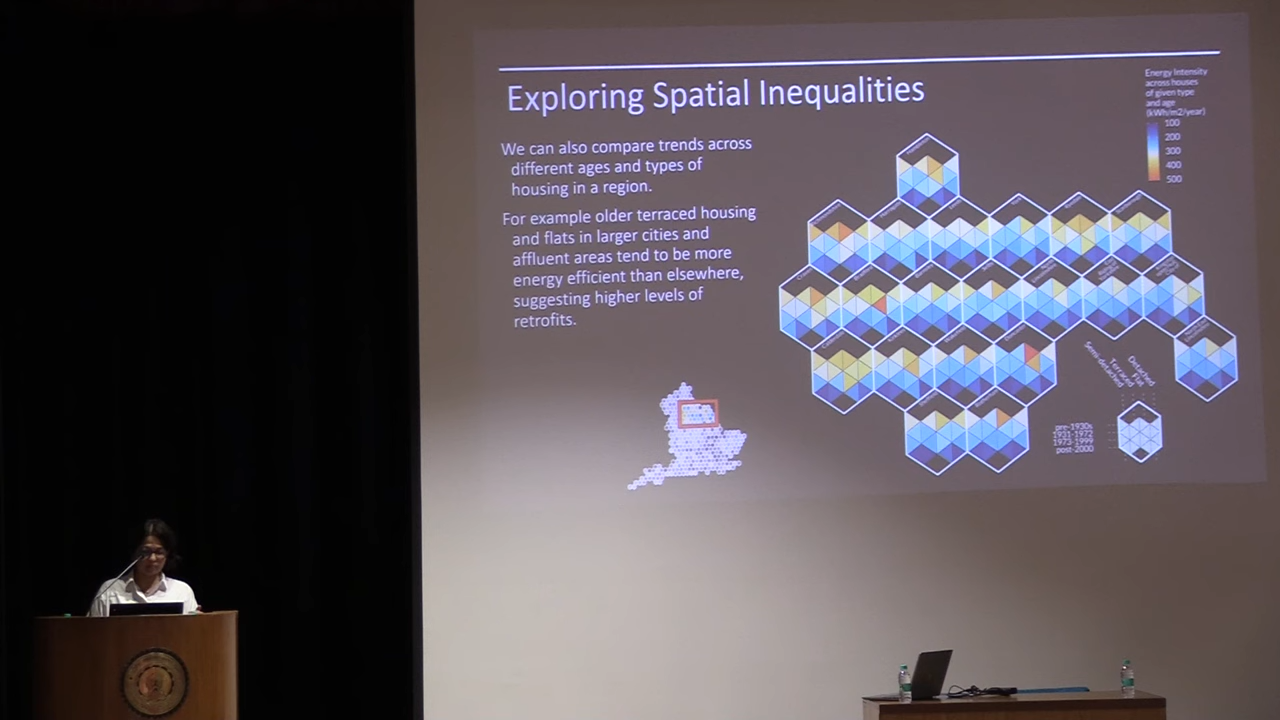 Exploring Spatial Inequalities
We can also compare trends across
different ages and types of
housing in a region.
For example older terraced housing
and flats in larger cities and
affluent areas tend to be more
energy efficient than elsewhere,
suggesting higher levels of
retrofits.
Energy Intensity
across houses
of given type
and age
(kWh/m2/year)
100
200
300
400
500
Semi-detached
Terraced
Flat
Detached
pre-1930s
1931-1972
1973-1999
post-2000